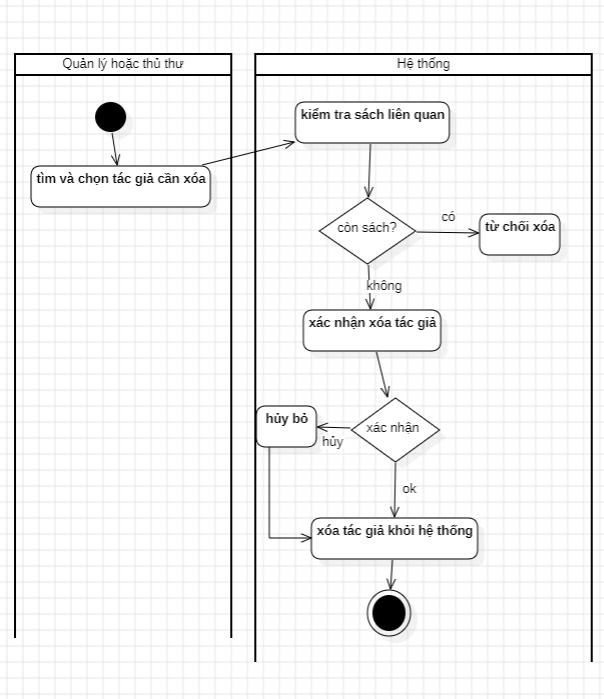 Quản lý hoặc thủ thư
Hệ thống
kiểm tra sách liên quan
tìm và chọn tác giả cần xóa
còn sách?
có
từ chối xóa
không
xác nhận xóa tác giả
hủy bỏ
xác nhận
hủy
ok
xóa tác giả khỏi hệ thống